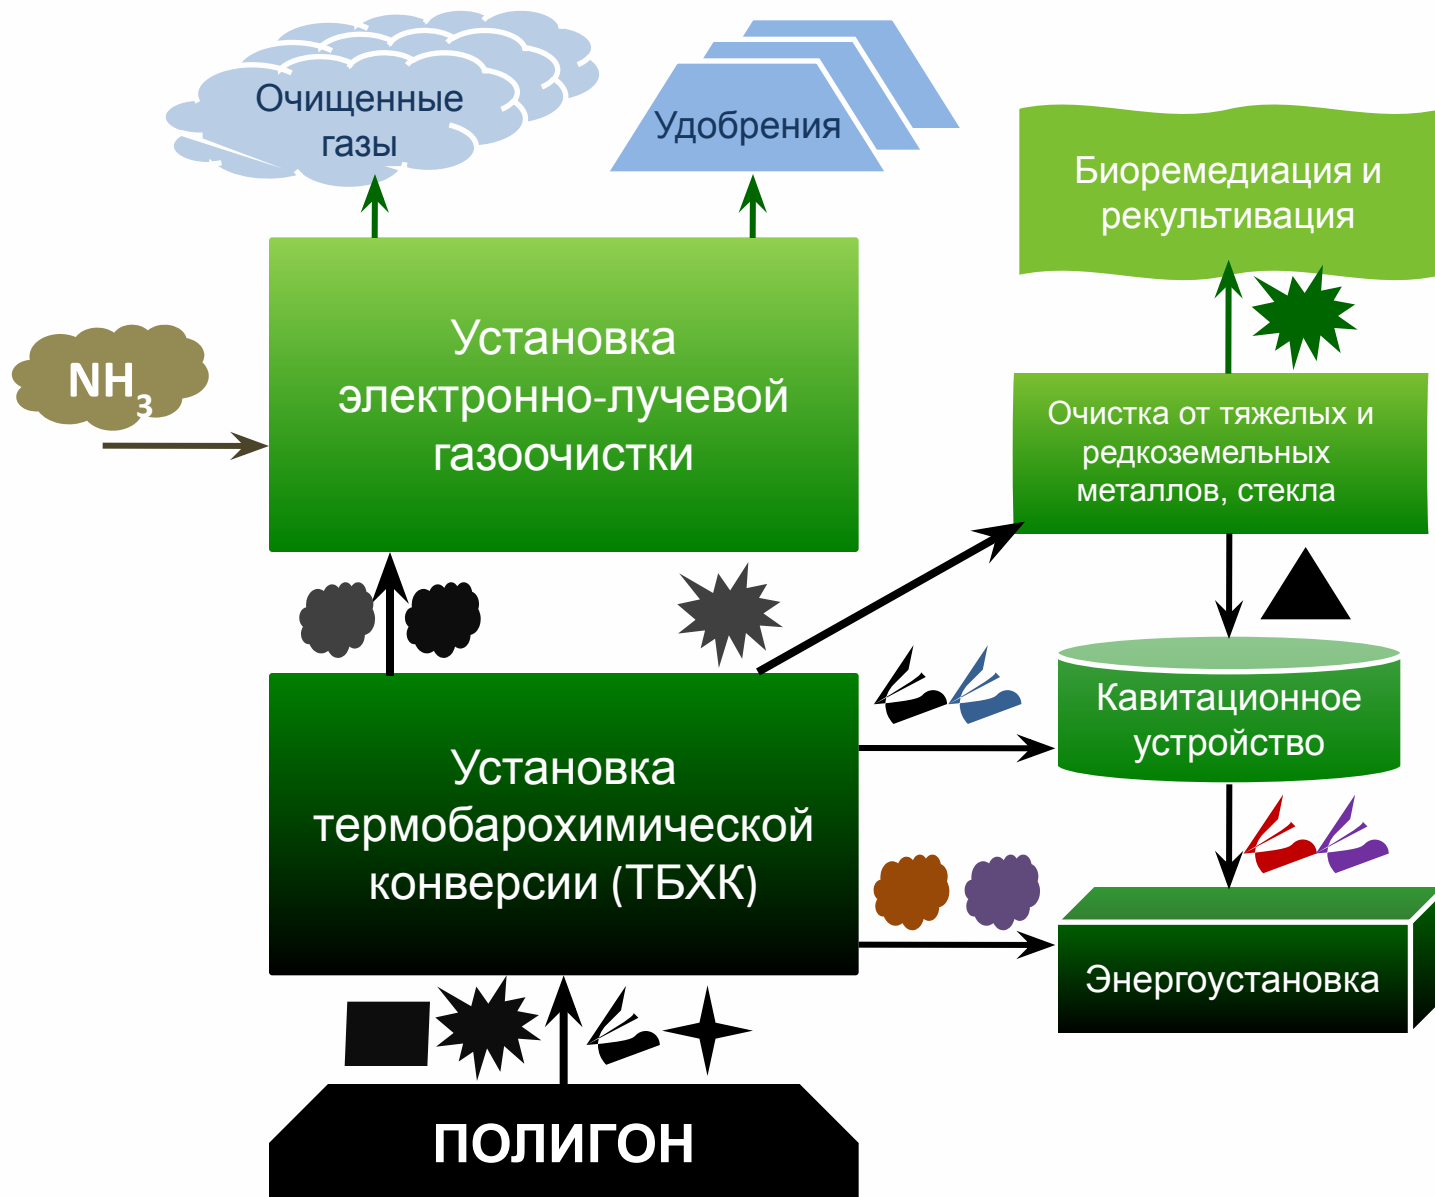 Очищенные
газы
Удобрения
Биоремедиация и
рекультивация
NH3
Установка
электронно-лучевой
газоочистки
Очистка от тяжелых и
редкоземельных
металлов, стекла
Кавитационное
устройство
Установка
термобарохимической
конверсии (ТБХК)
Энергоустановка
ПОЛИГОН